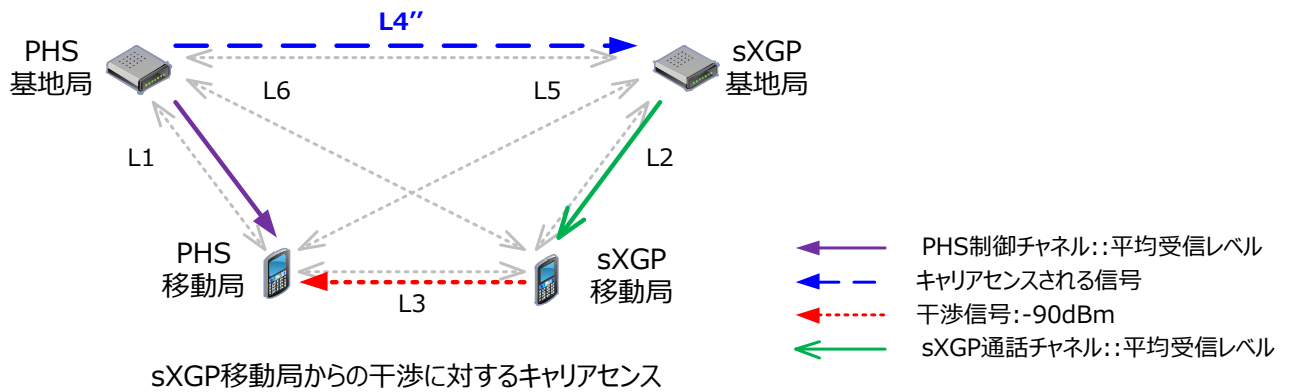 L4’’
PHS
基地局
sXGP
基地局
L6
L5
L1
L2
PHS
移動局
sXGP
移動局
L3
PHS制御チャネル::平均受信レベル
キャリアセンスされる信号
干渉信号:-90dBm
sXGP通話チャネル::平均受信レベル
sXGP移動局からの干渉に対するキャリアセンス